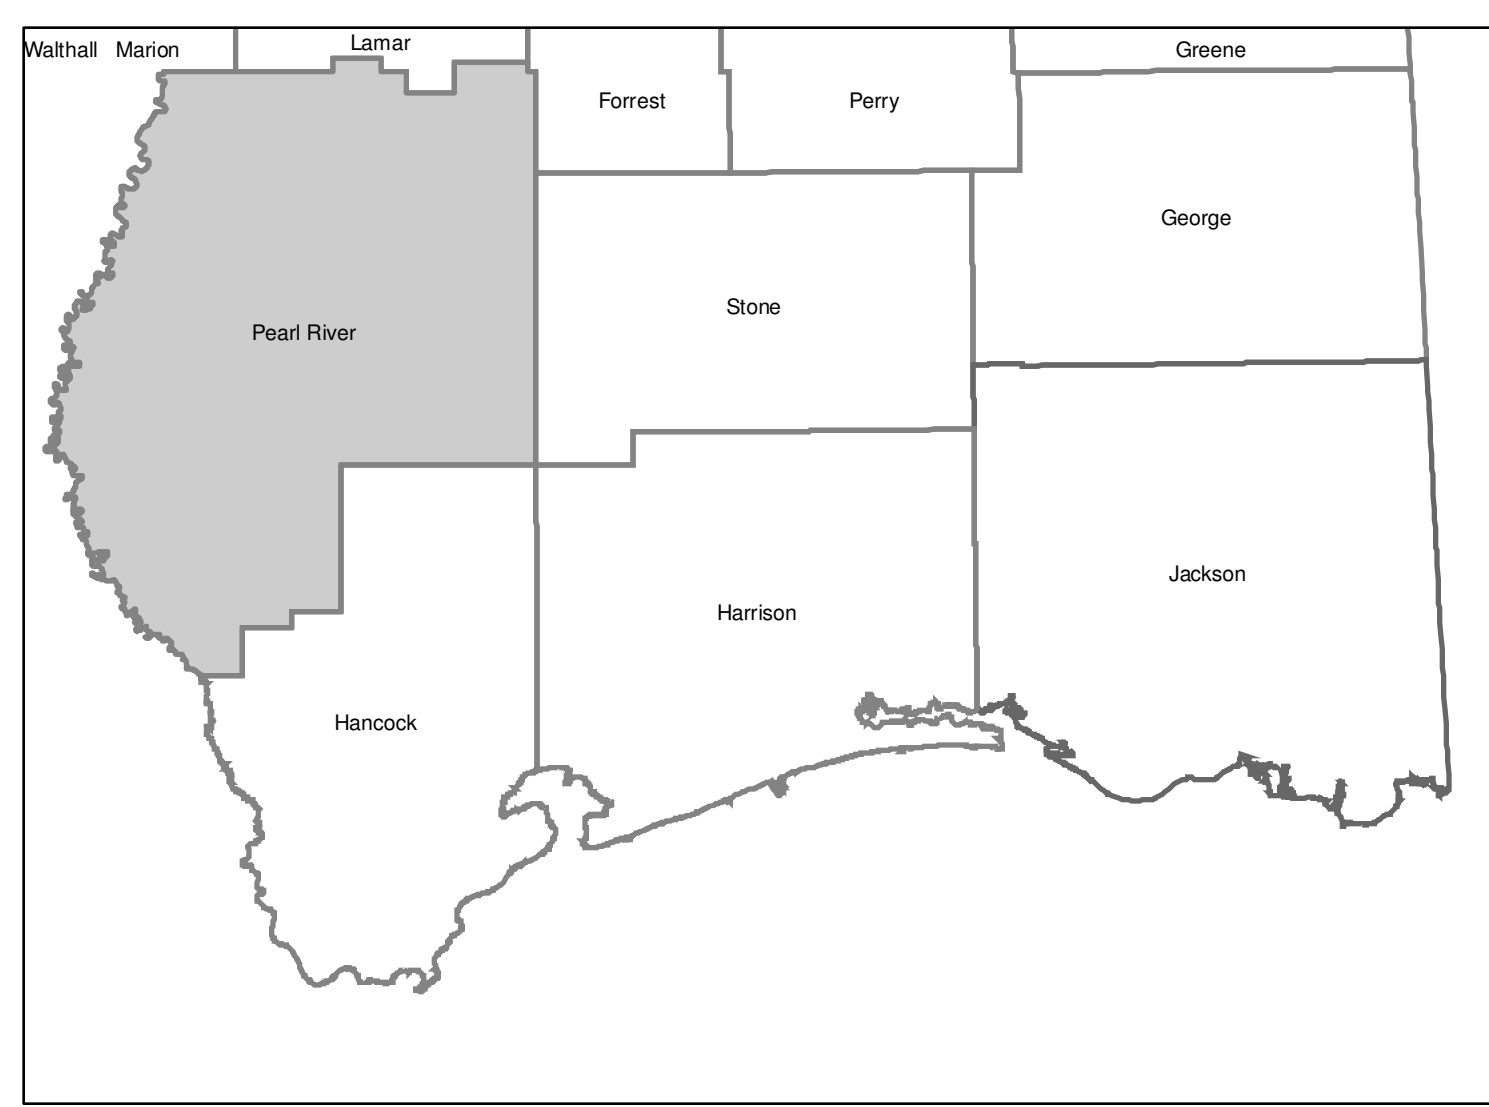 Walthall Marion Lamar Greene
Forrest Perry
George
Stone
Pearl River
Jackson
Harrison
Hancock